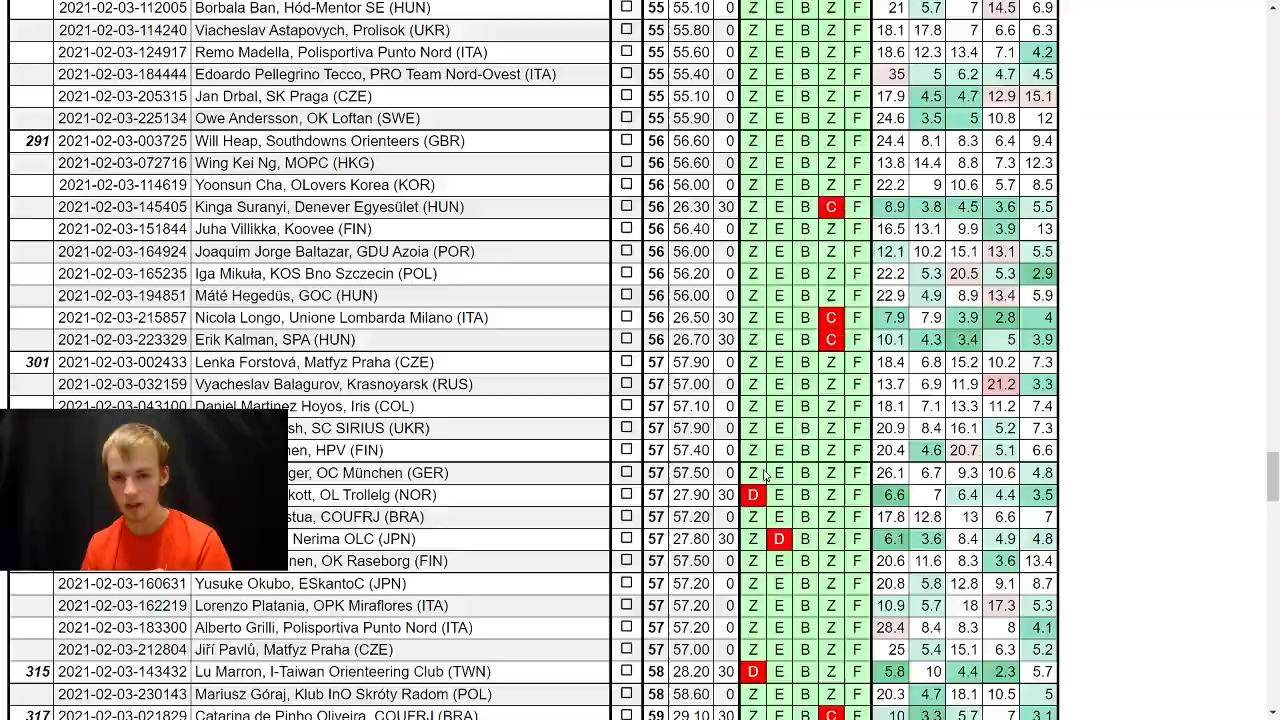 2021-02-03-112005 Borbala Ban, Hód-Mentor SE (HUN) 55 55.10 0 Z E B Z F 21 5.7 7 14.5 6.9
2021-02-03-114240 Viacheslav Astapovych, Prolisok (UKR) 55 55.80 0 Z E B Z F 18.1 17.8 7 6.6 6.3
2021-02-03-124917 Remo Madella, Polisportiva Punto Nord (ITA) 55 55.60 0 Z E B Z F 18.6 12.3 13.4 7.1 4.2
2021-02-03-184444 Edoardo Pellegrino Tecco, PRO Team Nord-Ovest (ITA) 55 55.40 0 Z E B Z F 35 5 6.2 4.7 4.5
2021-02-03-205315 Jan Drbal, SK Praga (CZE) 55 55.10 0 Z E B Z F 17.9 4.5 4.7 12.9 15.1
2021-02-03-225134 Owe Andersson, OK Loftan (SWE) 55 55.90 0 Z E B Z F 24.6 3.5 5 10.8 12
291 2021-02-03-003725 Will Heap, Southdowns Orienteers (GBR) 56 56.60 0 Z E B Z F 24.4 8.1 8.3 6.4 9.4
2021-02-03-072716 Wing Kei Ng, MOPC (HKG) 56 56.60 0 Z E B Z F 13.8 14.4 8.8 7.3 12.3
2021-02-03-114619 Yoonsun Cha, OLovers Korea (KOR) 56 56.00 0 Z E B Z F 22.2 9 10.6 5.7 8.5
2021-02-03-145405 Kinga Suranyi, Denever Egyesület (HUN) 56 26.30 30 Z E B C F 8.9 3.8 4.5 3.6 5.5
2021-02-03-151844 Juha Villikka, Koovee (FIN) 56 56.40 0 Z E B Z F 16.5 13.1 9.9 3.9 13
2021-02-03-164924 Joaquim Jorge Baltazar, GDU Azoia (POR) 56 56.00 0 Z E B Z F 12.1 10.2 15.1 13.1 5.5
2021-02-03-165235 Iga Mikuła, KOS Bno Szczecin (POL) 56 56.20 0 Z E B Z F 22.2 5.3 20.5 5.3 2.9
2021-02-03-194851 Máté Hegedüs, GOC (HUN) 56 56.00 0 Z E B Z F 22.9 4.9 8.9 13.4 5.9
2021-02-03-215857 Nicola Longo, Unione Lombarda Milano (ITA) 56 26.50 30 Z E B C F 7.9 7.9 3.9 2.8 4
2021-02-03-223329 Erik Kalman, SPA (HUN) 56 26.70 30 Z E B C F 10.1 4.3 3.4 5 3.9
301 2021-02-03-002433 Lenka Forstová, Matfyz Praha (CZE) 57 57.90 0 Z E B Z F 18.4 6.8 15.2 10.2 7.3
2021-02-03-032159 Vyacheslav Balagurov, Krasnoyarsk (RUS) 57 57.00 0 Z E B Z F 13.7 6.9 11.9 21.2 3.3
2021-02-03-043100 Daniel Martinez Hoyos, Iris (COL) 57 57.10 0 Z E B Z F 18.1 7.1 13.3 11.2 7.4
sh, SC SIRIUS (UKR) 57 57.90 0 Z E B Z F 20.9 8.4 16.1 5.2 7.3
nen, HPV (FIN) 57 57.40 0 Z E B Z F 20.4 4.6 20.7 5.1 6.6
ger, OC München (GER) 57 57.50 0 Z E B Z F 26.1 6.7 9.3 10.6 4.8
kott, OL Trollelg (NOR) 57 27.90 30 D E B Z F 6.6 7 6.4 4.4 3.5
stua, COUFRJ (BRA) 57 57.20 0 Z E B Z F 17.8 12.8 13 6.6 7
Nerima OLC (JPN) 57 27.80 30 Z D B Z F 6.1 3.6 8.4 4.9 4.8
nen, OK Raseborg (FIN) 57 57.50 0 Z E B Z F 20.6 11.6 8.3 3.6 13.4
2021-02-03-160631 Yusuke Okubo, ESkantoC (JPN) 57 57.20 0 Z E B Z F 20.8 5.8 12.8 9.1 8.7
2021-02-03-162219 Lorenzo Platania, OPK Miraflores (ITA) 57 57.20 0 Z E B Z F 10.9 5.7 18 17.3 5.3
2021-02-03-183300 Alberto Grilli, Polisportiva Punto Nord (ITA) 57 57.20 0 Z E B Z F 28.4 8.4 8.3 8 4.1
2021-02-03-212804 Jiří Pavlů, Matfyz Praha (CZE) 57 57.00 0 Z E B Z F 25 5.4 15.1 6.3 5.2
315 2021-02-03-143432 Lu Marron, I-Taiwan Orienteering Club (TWN) 58 28.20 30 D E B Z F 5.8 10 4.4 2.3 5.7
2021-02-03-230143 Mariusz Góraj, Klub InO Skróty Radom (POL) 58 58.60 0 Z E B Z F 20.3 4.7 18.1 10.5 5
317 2021-02-03-021829 Catarina de Pinho Oliveira, COUFRJ (BRA) 59 29.10 30 Z E B C F 10 3.3 5.7 7 3.1